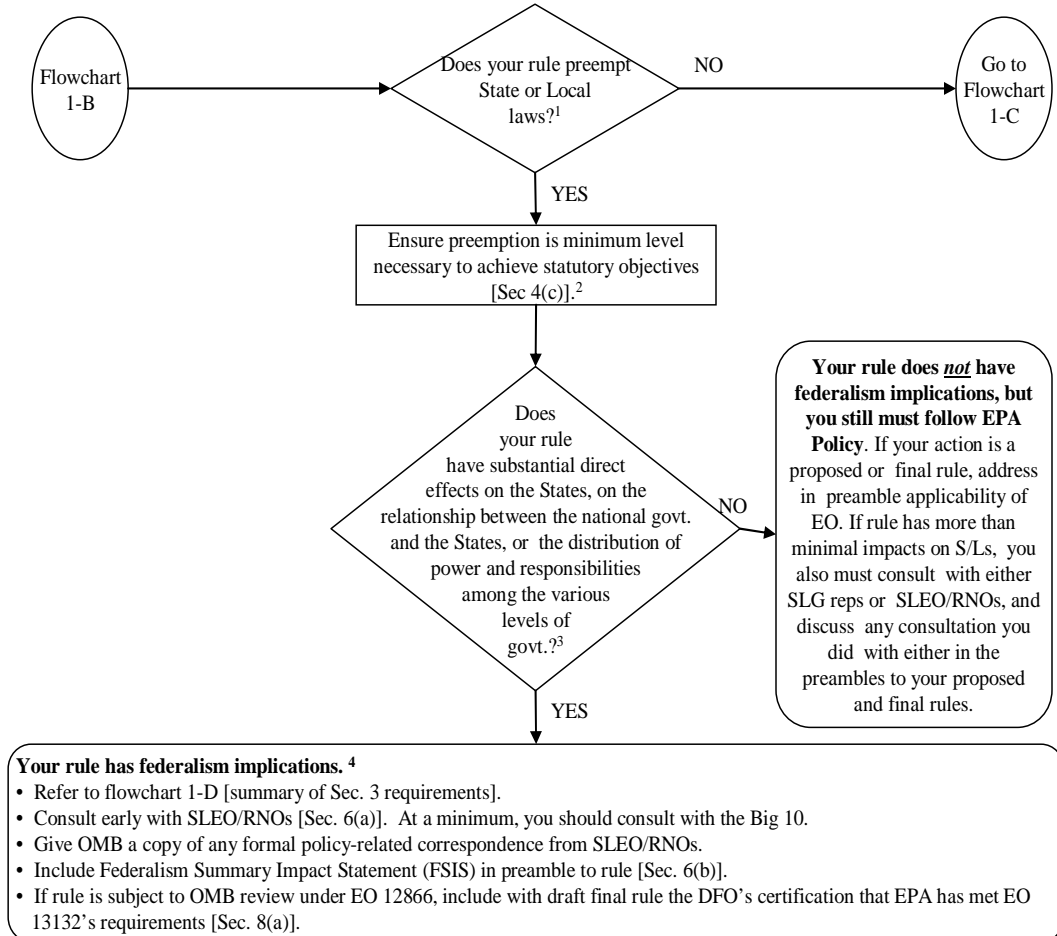 Flowchart
1-B
Does your rule preempt
State or Local
laws?1
NO
Go to
Flowchart
1-C
YES
Ensure preemption is minimum level
necessary to achieve statutory objectives
[Sec 4(c)].2
Does
your rule
have substantial direct
effects on the States, on the
relationship between the national govt.
and the States, or the distribution of
power and responsibilities
among the various
levels of
govt.?3
NO
Your rule does not have
federalism implications, but
you still must follow EPA
Policy. If your action is a
proposed or final rule, address
in preamble applicability of
EO. If rule has more than
minimal impacts on S/Ls, you
also must consult with either
SLG reps or SLEO/RNOs, and
discuss any consultation you
did with either in the
preambles to your proposed
and final rules.
YES
Your rule has federalism implications. 4
• Refer to flowchart 1-D [summary of Sec. 3 requirements].
• Consult early with SLEO/RNOs [Sec. 6(a)]. At a minimum, you should consult with the Big 10.
• Give OMB a copy of any formal policy-related correspondence from SLEO/RNOs.
• Include Federalism Summary Impact Statement (FSIS) in preamble to rule [Sec. 6(b)].
• If rule is subject to OMB review under EO 12866, include with draft final rule the DFO’s certification that EPA has met EO
13132’s requirements [Sec. 8(a)].